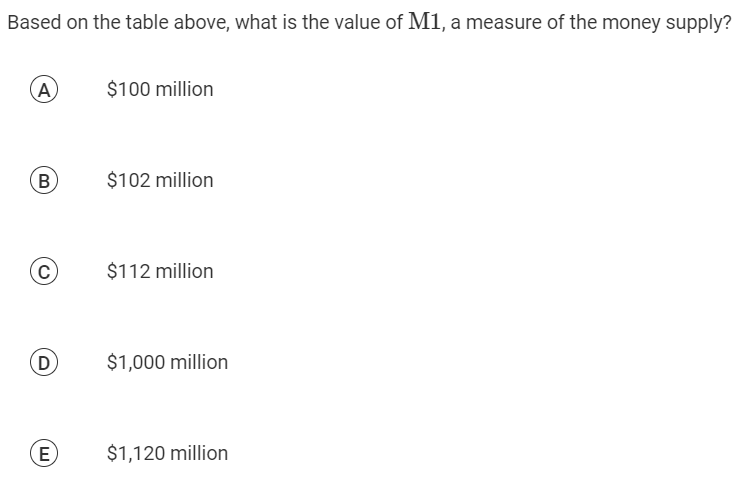 Based on the table above, what is the value of M1, a measure of the money supply?
A $100 million
B $102 million
C $112 million
D $1,000 million
E $1,120 million